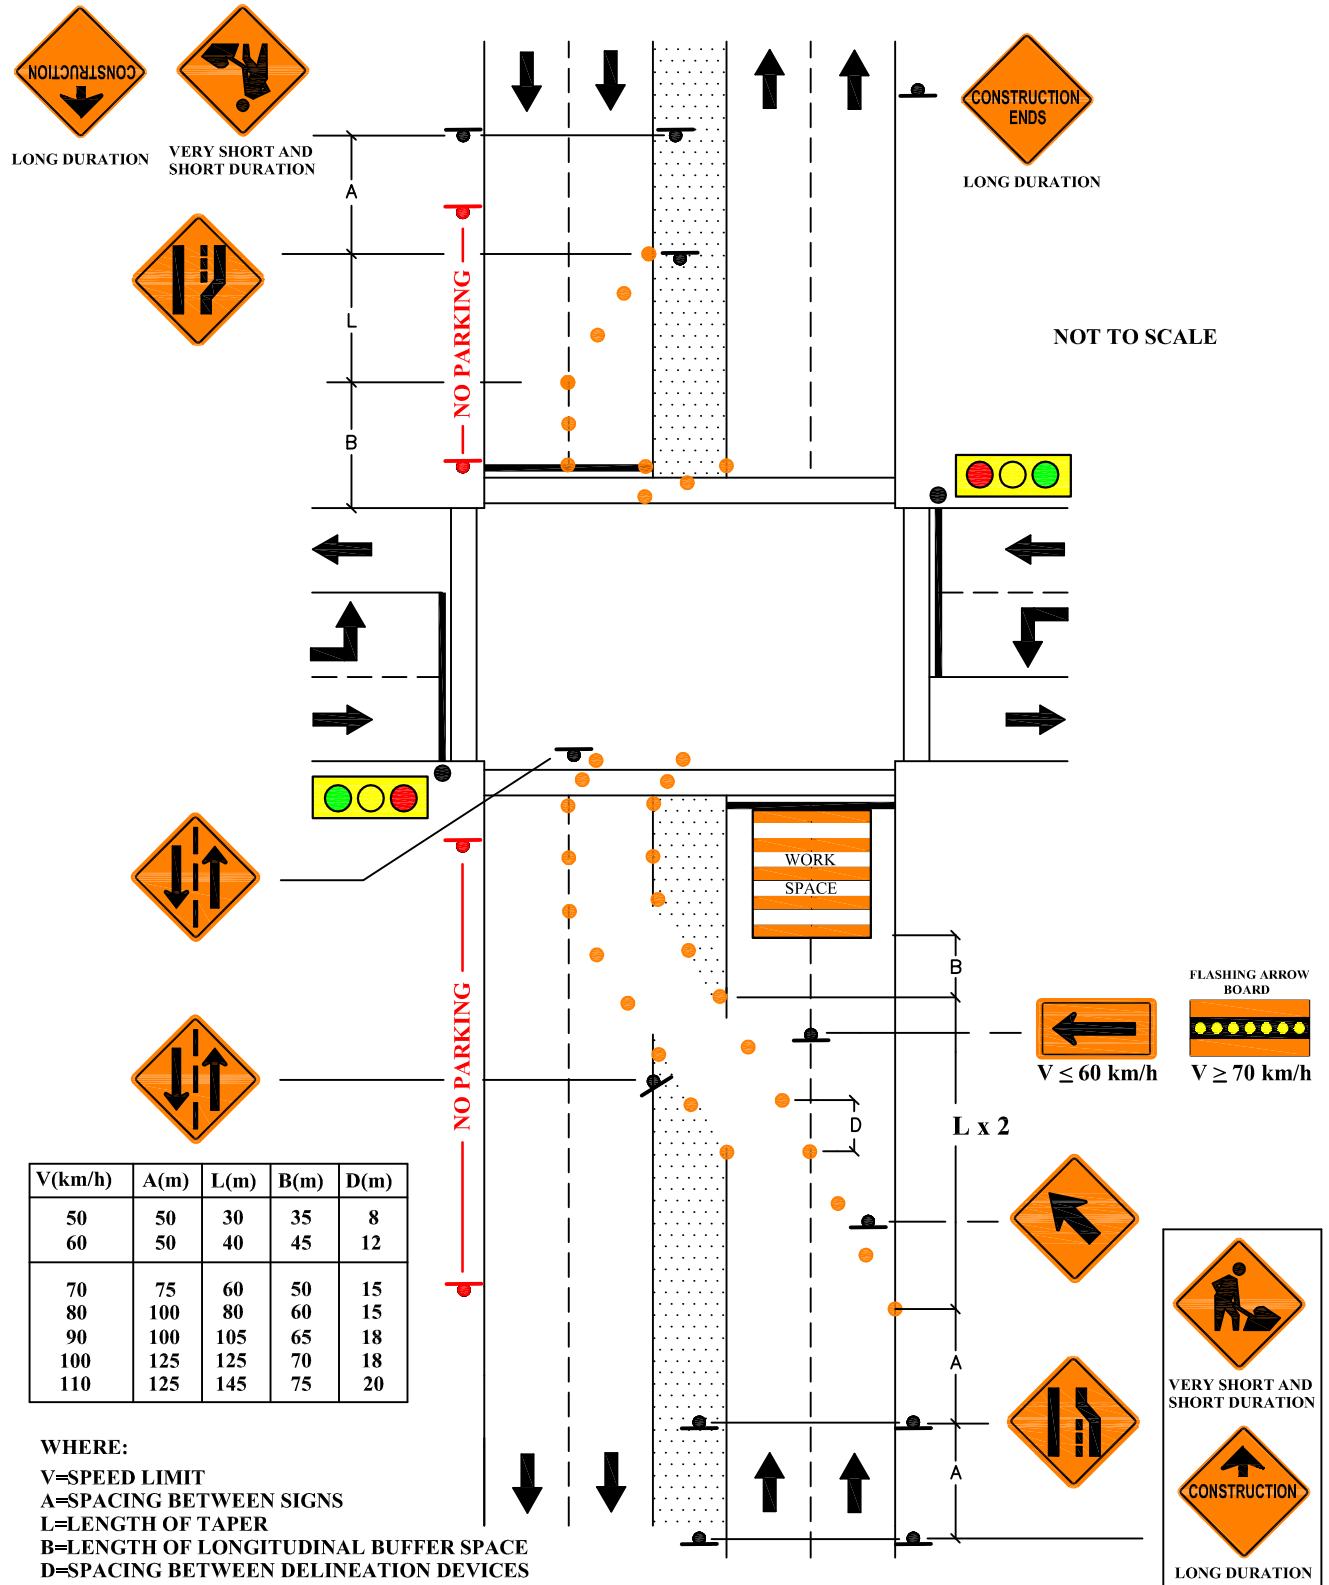 CONSTRUCTION
LONG DURATION
VERY SHORT AND
SHORT DURATION
CONSTRUCTION
ENDS
LONG DURATION
A
L
B
NO PARKING
NOT TO SCALE
WORK
SPACE
B
NO PARKING
FLASHING ARROW
BOARD
V ≤ 60 km/h
V ≥ 70 km/h
L x 2
D
A
A
VERY SHORT AND
SHORT DURATION
CONSTRUCTION
LONG DURATION
V(km/h) A(m) L(m) B(m) D(m)
50 50 30 35 8
60 50 40 45 12
70 75 60 50 15
80 100 80 60 15
90 100 105 65 18
100 125 125 70 18
110 125 145 75 20
WHERE:
V=SPEED LIMIT
A=SPACING BETWEEN SIGNS
L=LENGTH OF TAPER
B=LENGTH OF LONGITUDINAL BUFFER SPACE
D=SPACING BETWEEN DELINEATION DEVICES